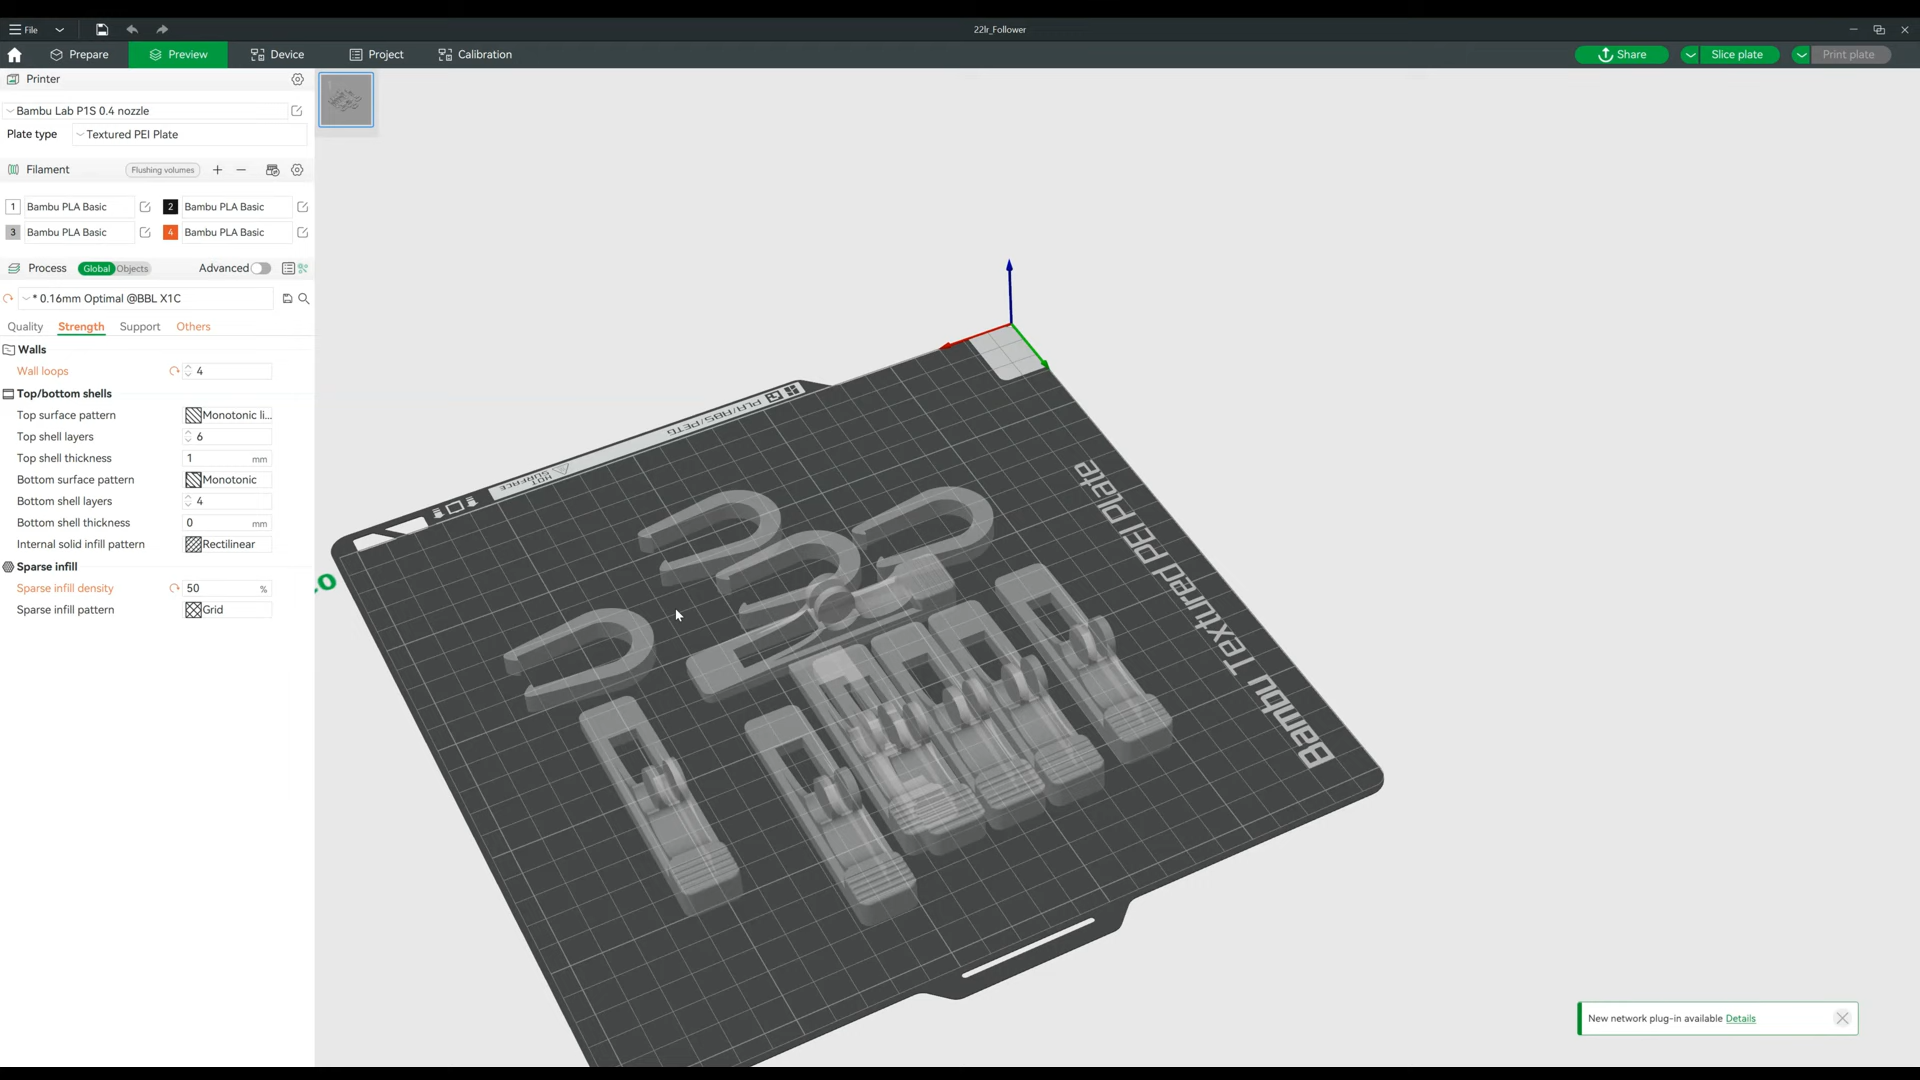 File
22lr_Follower
Prepare
Preview
Device
Project
Calibration
Share
Slice plate
Print plate
Printer
Bambu Lab P1S 0.4 nozzle
Plate type
Textured PEI Plate
Filament
Flushing volumes
1 Bambu PLA Basic
2 Bambu PLA Basic
3 Bambu PLA Basic
4 Bambu PLA Basic
Process
Global Objects
Advanced
* 0.16mm Optimal @BBL X1C
Quality
Strength
Support
Others
Walls
Wall loops 4
Top/bottom shells
Top surface pattern Monotonic li...
Top shell layers 6
Top shell thickness 1 mm
Bottom surface pattern Monotonic
Bottom shell layers 4
Bottom shell thickness 0 mm
Internal solid infill pattern Rectilinear
Sparse infill
Sparse infill density 50 %
Sparse infill pattern Grid
PLA/ABS/PETG
HOT SURFACE
Bambu Textured PEI Plate
New network plug-in available Details